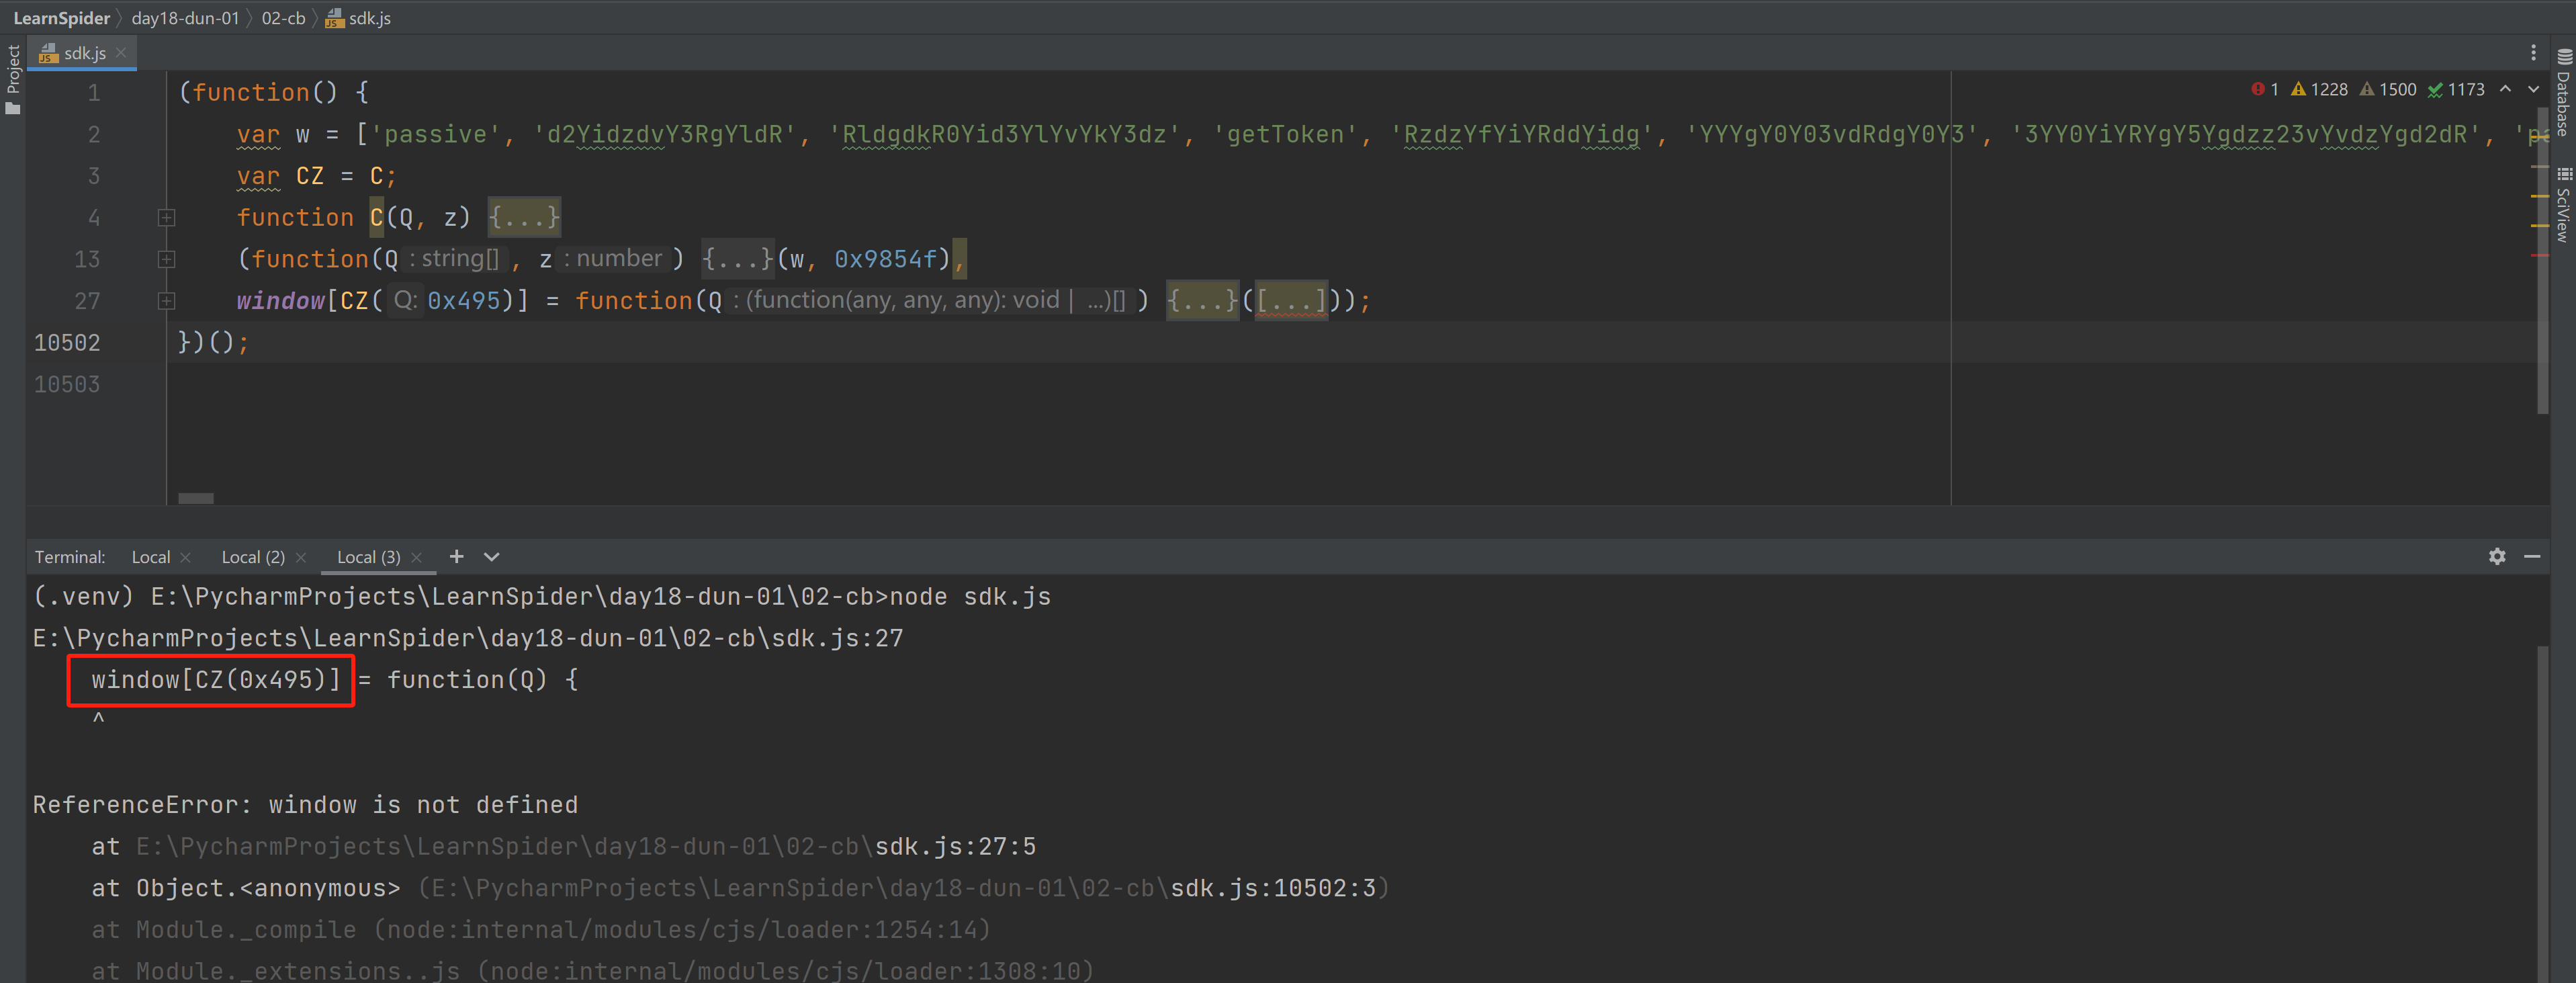 LearnSpider 〉 day18-dun-01 〉 02-cb 〉 sdk.js
Project
sdk.js
1 (function() {
1 1228 1500 1173
2 var w = ['passive', 'd2YidzdvY3RgYldR', 'RldgdkR0Yid3YlYvYkY3dz', 'getToken', 'RzdzYfYiYRddYidg', 'YYYgY0Y03vdRdgY0Y3', '3YY0YiYRYgY5Ygdzz23vYvdzYgd2dR', 'pa
3 var CZ = C;
4 function C(Q, z) {...}
13 (function(Q : string[] , z : number ) {...}(w, 0x9854f),
27 window[CZ( Q: 0x495)] = function(Q : (function(any, any, any): void | ...)[] ) {...}([...]));
10502 })();
10503
Database
SciView
Terminal: Local Local (2) Local (3)
(.venv) E:\PycharmProjects\LearnSpider\day18-dun-01\02-cb>node sdk.js
E:\PycharmProjects\LearnSpider\day18-dun-01\02-cb\sdk.js:27
window[CZ(0x495)] = function(Q) {
^
ReferenceError: window is not defined
at E:\PycharmProjects\LearnSpider\day18-dun-01\02-cb\sdk.js:27:5
at Object.<anonymous> (E:\PycharmProjects\LearnSpider\day18-dun-01\02-cb\sdk.js:10502:3)
at Module._compile (node:internal/modules/cjs/loader:1254:14)
at Module._extensions..js (node:internal/modules/cjs/loader:1308:10)